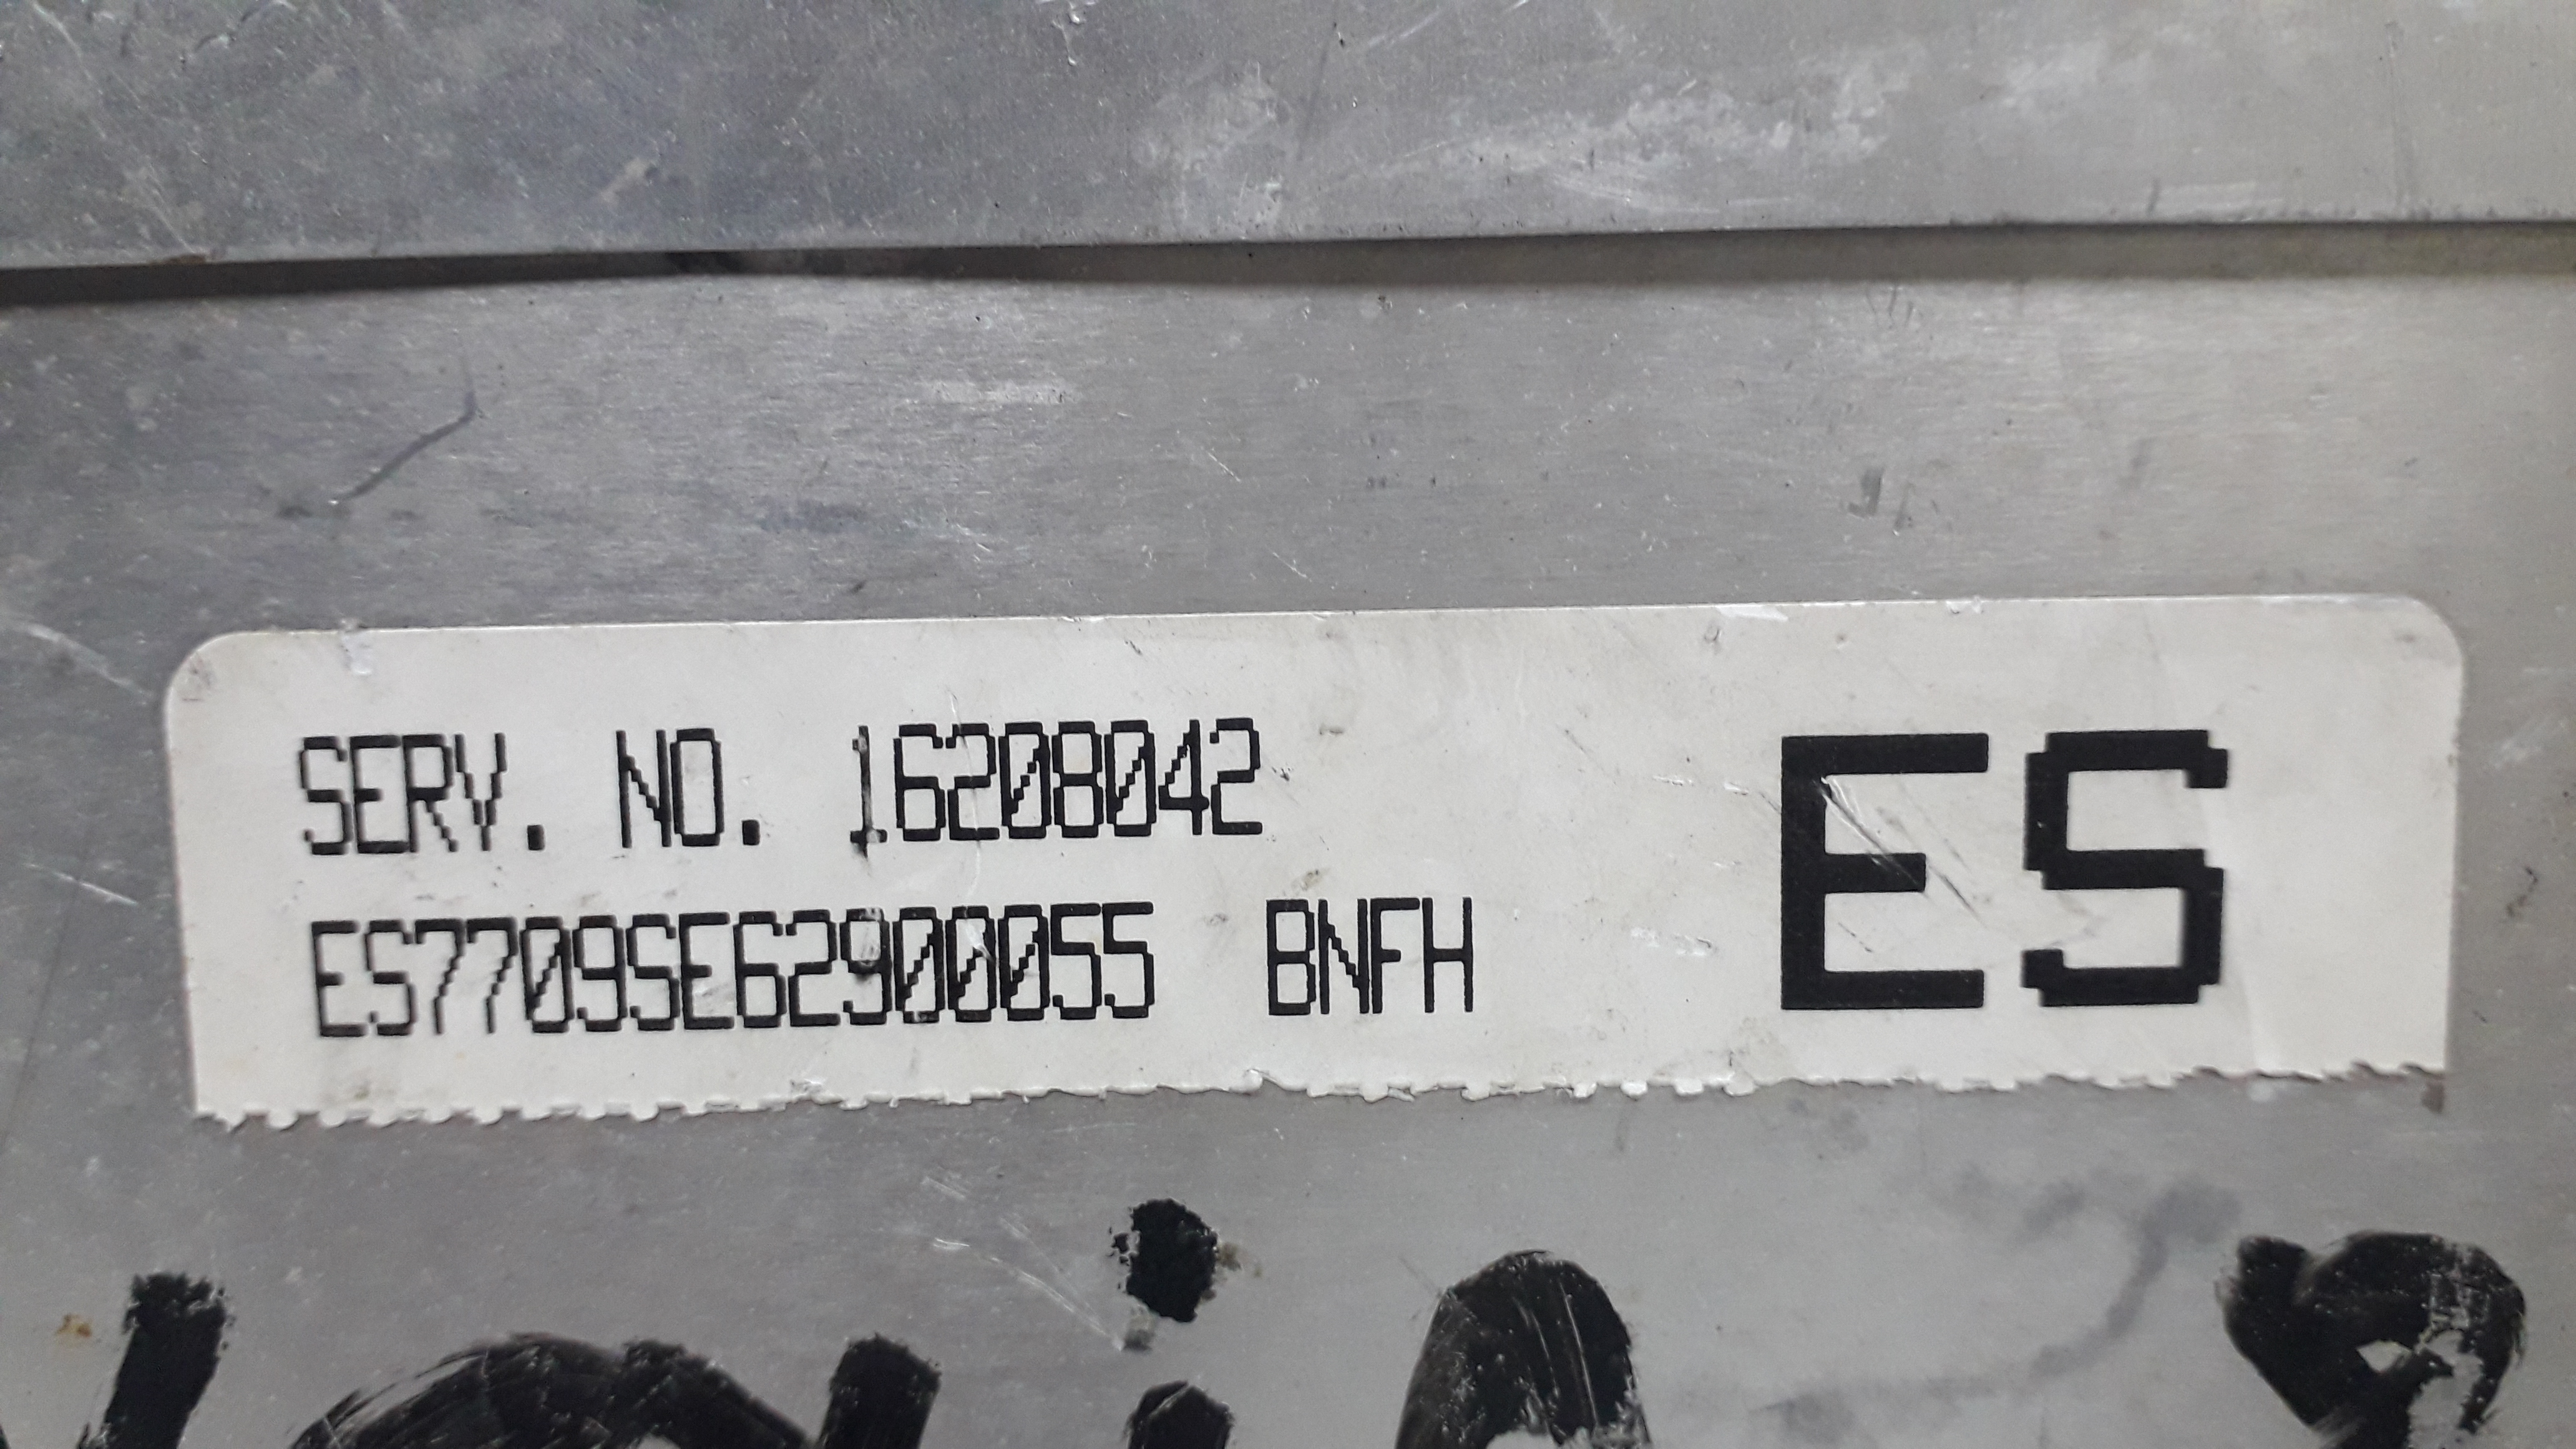 SERV. NO. 16208042
ES7709SE62900055 BNFH
ES